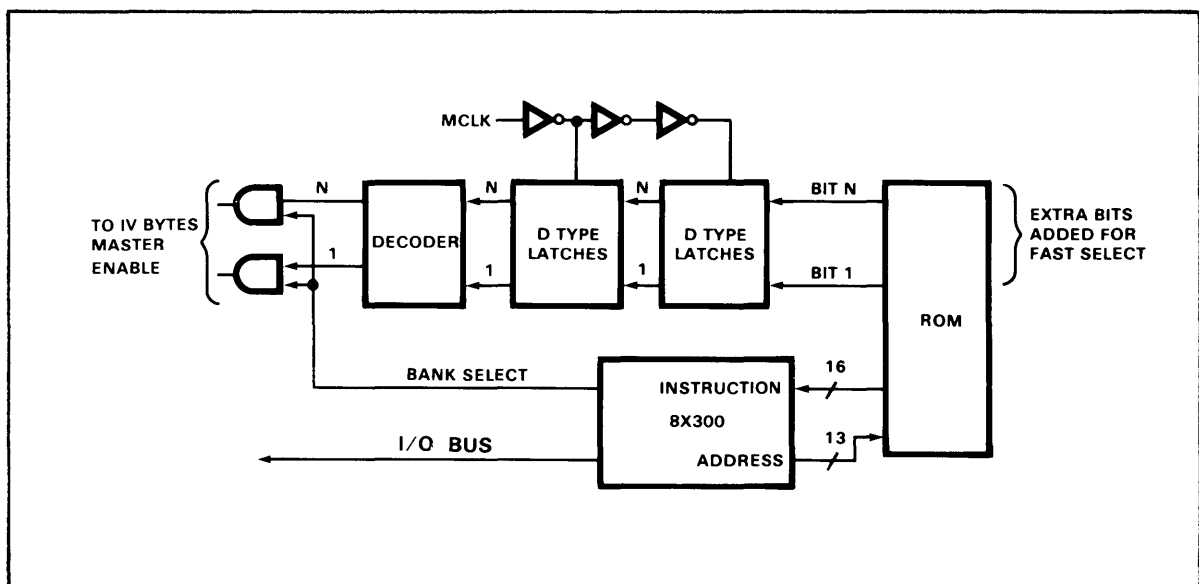 MCLK
N
N
N
BIT N
TO IV BYTES
MASTER
ENABLE
DECODER
D TYPE
LATCHES
D TYPE
LATCHES
EXTRA BITS
ADDED FOR
FAST SELECT
1
1
1
BIT 1
ROM
BANK SELECT
INSTRUCTION
16
8X300
I/O BUS
ADDRESS
13